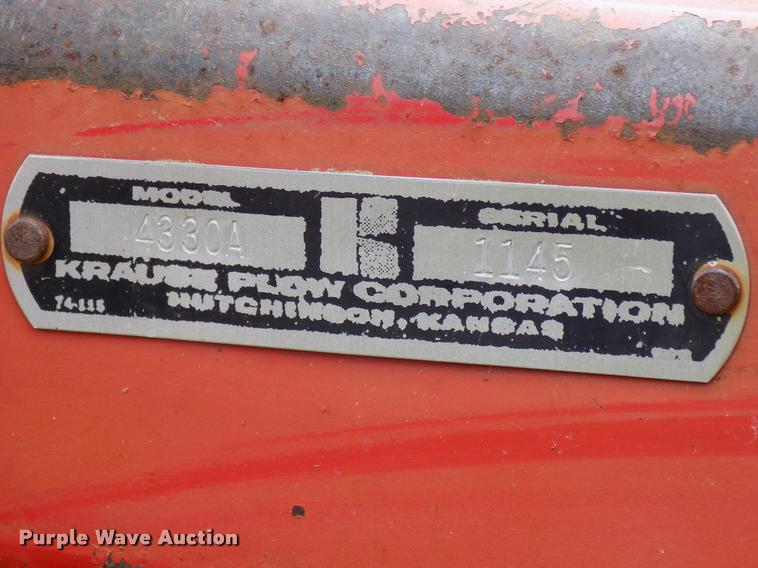 MODEL SERIAL
4330A 1145
KRAUSE PLOW CORPORATION
HUTCHINSON, KANSAS
74-115
Purple Wave Auction